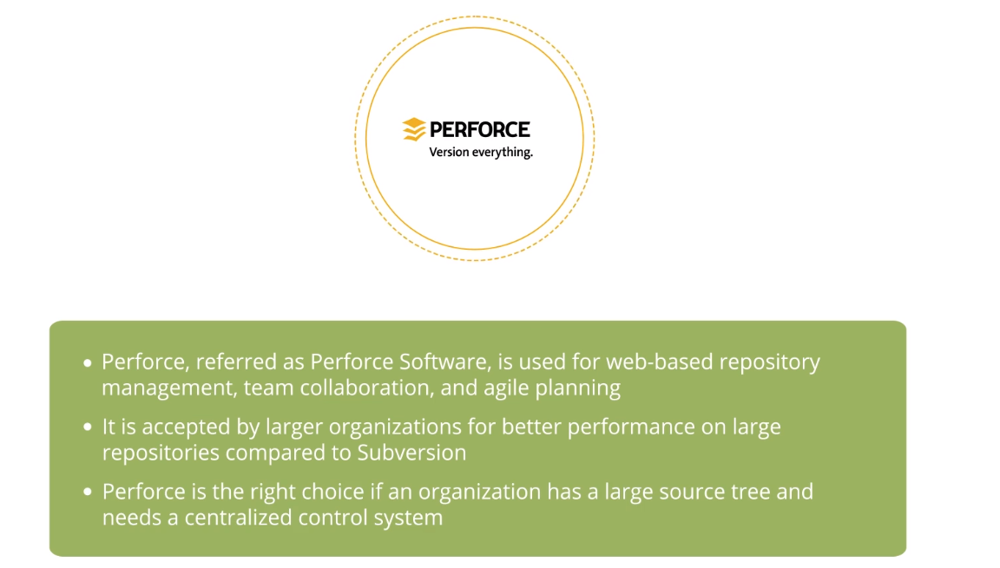 PERFORCE
Version everything.
• Perforce, referred as Perforce Software, is used for web-based repository
management, team collaboration, and agile planning
• It is accepted by larger organizations for better performance on large
repositories compared to Subversion
• Perforce is the right choice if an organization has a large source tree and
needs a centralized control system